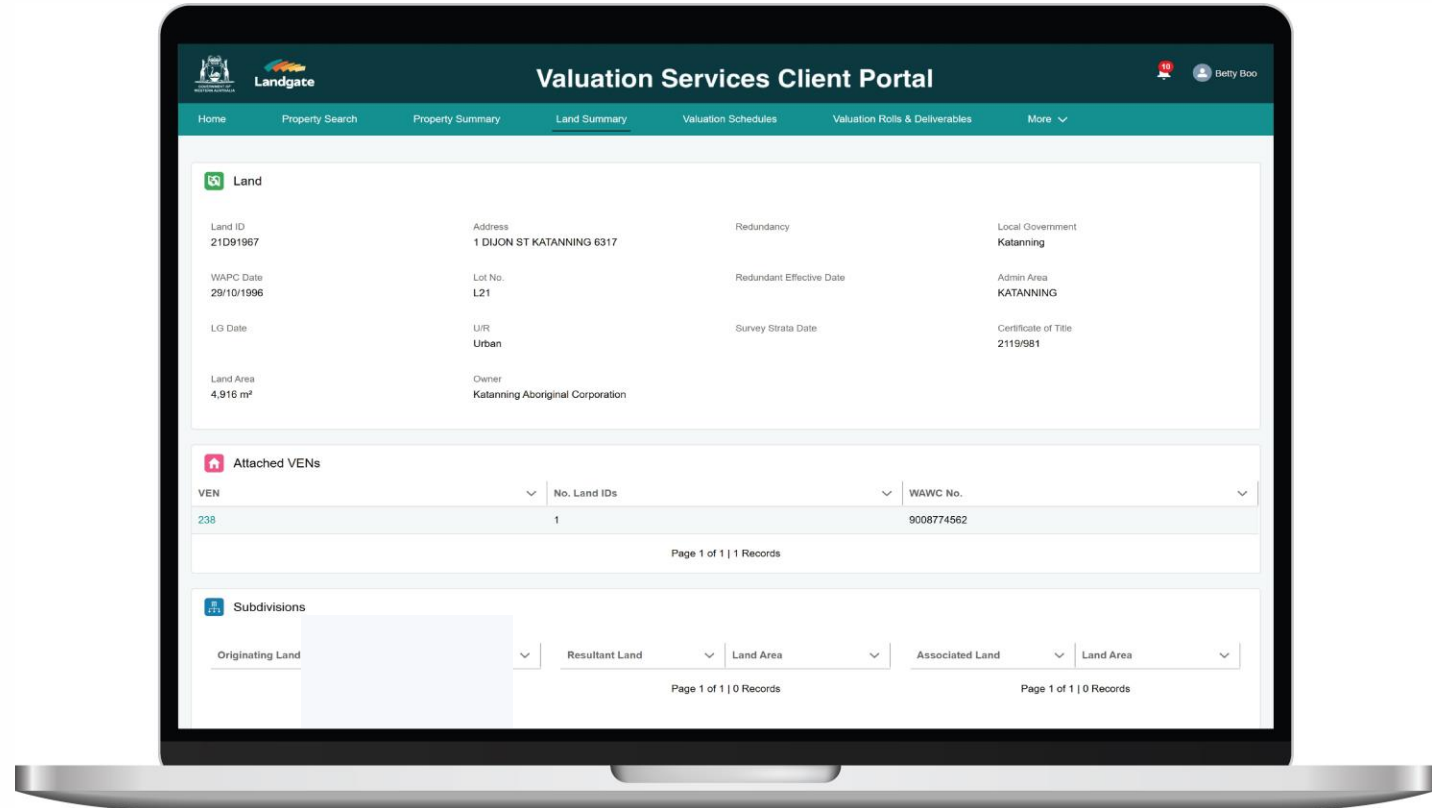 GOVERNMENT OF
WESTERN AUSTRALIA
Landgate
Valuation Services Client Portal
10
Betty Boo
Home Property Search Property Summary Land Summary Valuation Schedules Valuation Rolls & Deliverables More
Land
Land ID Address Redundancy Local Government
21D91967 1 DIJON ST KATANNING 6317 Katanning
WAPC Date Lot No. Redundant Effective Date Admin Area
29/10/1996 L21 KATANNING
LG Date U/R Survey Strata Date Certificate of Title
Urban 2119/981
Land Area Owner
4,916 m² Katanning Aboriginal Corporation
Attached VENs
VEN No. Land IDs WAWC No.
238 1 9008774562
Page 1 of 1 | 1 Records
Subdivisions
Originating Land Resultant Land Land Area Associated Land Land Area
Page 1 of 1 | 0 Records Page 1 of 1 | 0 Records